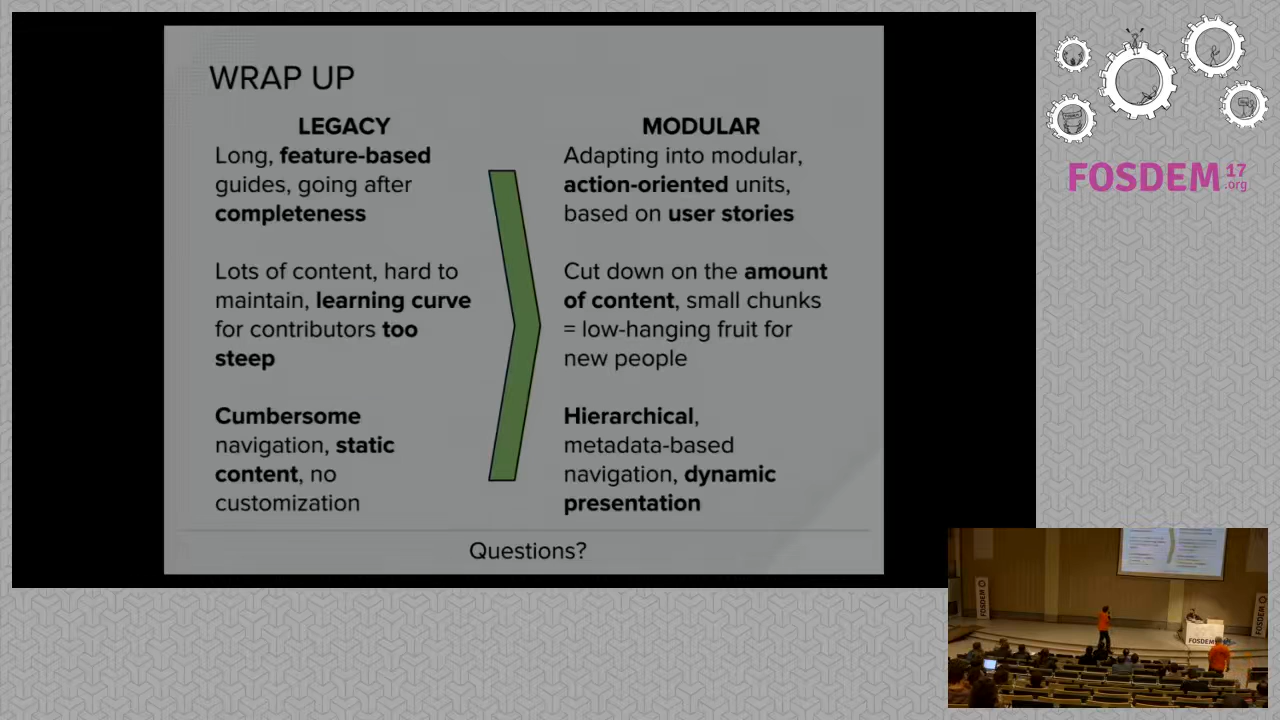 WRAP UP
LEGACY
Long, feature-based
guides, going after
completeness
Lots of content, hard to
maintain, learning curve
for contributors too
steep
Cumbersome
navigation, static
content, no
customization
MODULAR
Adapting into modular,
action-oriented units,
based on user stories
Cut down on the amount
of content, small chunks
= low-hanging fruit for
new people
Hierarchical,
metadata-based
navigation, dynamic
presentation
Questions?
FOSDEM 17
.org
FOSDEM
FOSDEM
FOSDEM